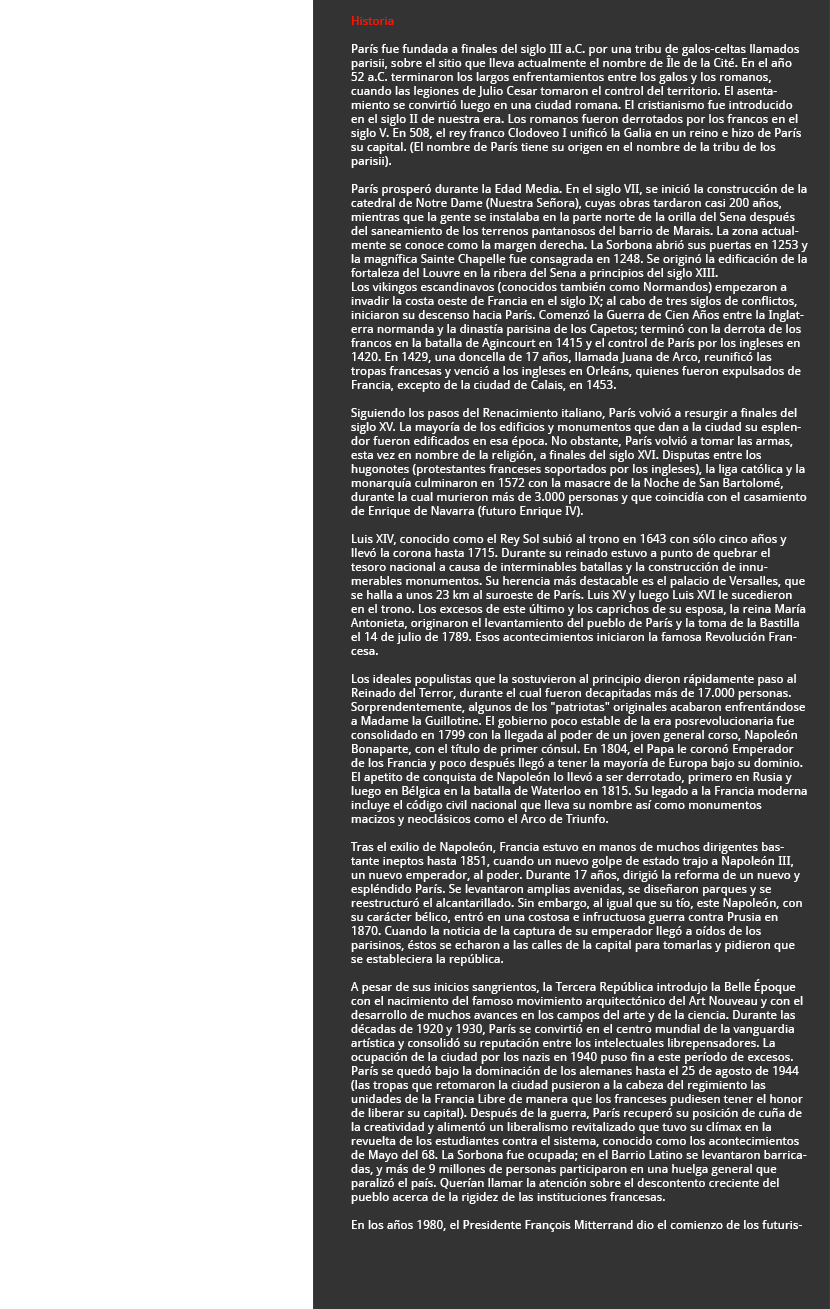 Historia
París fue fundada a finales del siglo III a.C. por una tribu de galos-celtas llamados
parisii, sobre el sitio que lleva actualmente el nombre de Île de la Cité. En el año
52 a.C. terminaron los largos enfrentamientos entre los galos y los romanos,
cuando las legiones de Julio Cesar tomaron el control del territorio. El asenta-
miento se convirtió luego en una ciudad romana. El cristianismo fue introducido
en el siglo II de nuestra era. Los romanos fueron derrotados por los francos en el
siglo V. En 508, el rey franco Clodoveo I unificó la Galia en un reino e hizo de París
su capital. (El nombre de París tiene su origen en el nombre de la tribu de los
parisii).
París prosperó durante la Edad Media. En el siglo VII, se inició la construcción de la
catedral de Notre Dame (Nuestra Señora), cuyas obras tardaron casi 200 años,
mientras que la gente se instalaba en la parte norte de la orilla del Sena después
del saneamiento de los terrenos pantanosos del barrio de Marais. La zona actual-
mente se conoce como la margen derecha. La Sorbona abrió sus puertas en 1253 y
la magnífica Sainte Chapelle fue consagrada en 1248. Se originó la edificación de la
fortaleza del Louvre en la ribera del Sena a principios del siglo XIII.
Los vikingos escandinavos (conocidos también como Normandos) empezaron a
invadir la costa oeste de Francia en el siglo IX; al cabo de tres siglos de conflictos,
iniciaron su descenso hacia París. Comenzó la Guerra de Cien Años entre la Inglat-
erra normanda y la dinastía parisina de los Capetos; terminó con la derrota de los
francos en la batalla de Agincourt en 1415 y el control de París por los ingleses en
1420. En 1429, una doncella de 17 años, llamada Juana de Arco, reunificó las
tropas francesas y venció a los ingleses en Orleáns, quienes fueron expulsados de
Francia, excepto de la ciudad de Calais, en 1453.
Siguiendo los pasos del Renacimiento italiano, París volvió a resurgir a finales del
siglo XV. La mayoría de los edificios y monumentos que dan a la ciudad su esplen-
dor fueron edificados en esa época. No obstante, París volvió a tomar las armas,
esta vez en nombre de la religión, a finales del siglo XVI. Disputas entre los
hugonotes (protestantes franceses soportados por los ingleses), la liga católica y la
monarquía culminaron en 1572 con la masacre de la Noche de San Bartolomé,
durante la cual murieron más de 3.000 personas y que coincidía con el casamiento
de Enrique de Navarra (futuro Enrique IV).
Luis XIV, conocido como el Rey Sol subió al trono en 1643 con sólo cinco años y
llevó la corona hasta 1715. Durante su reinado estuvo a punto de quebrar el
tesoro nacional a causa de interminables batallas y la construcción de innu-
merables monumentos. Su herencia más destacable es el palacio de Versalles, que
se halla a unos 23 km al suroeste de París. Luis XV y luego Luis XVI le sucedieron
en el trono. Los excesos de este último y los caprichos de su esposa, la reina María
Antonieta, originaron el levantamiento del pueblo de París y la toma de la Bastilla
el 14 de julio de 1789. Esos acontecimientos iniciaron la famosa Revolución Fran-
cesa.
Los ideales populistas que la sostuvieron al principio dieron rápidamente paso al
Reinado del Terror, durante el cual fueron decapitadas más de 17.000 personas.
Sorprendentemente, algunos de los "patriotas" originales acabaron enfrentándose
a Madame la Guillotine. El gobierno poco estable de la era posrevolucionaria fue
consolidado en 1799 con la llegada al poder de un joven general corso, Napoleón
Bonaparte, con el título de primer cónsul. En 1804, el Papa le coronó Emperador
de los Francia y poco después llegó a tener la mayoría de Europa bajo su dominio.
El apetito de conquista de Napoleón lo llevó a ser derrotado, primero en Rusia y
luego en Bélgica en la batalla de Waterloo en 1815. Su legado a la Francia moderna
incluye el código civil nacional que lleva su nombre así como monumentos
macizos y neoclásicos como el Arco de Triunfo.
Tras el exilio de Napoleón, Francia estuvo en manos de muchos dirigentes bas-
tante ineptos hasta 1851, cuando un nuevo golpe de estado trajo a Napoleón III,
un nuevo emperador, al poder. Durante 17 años, dirigió la reforma de un nuevo y
espléndido París. Se levantaron amplias avenidas, se diseñaron parques y se
reestructuró el alcantarillado. Sin embargo, al igual que su tío, este Napoleón, con
su carácter bélico, entró en una costosa e infructuosa guerra contra Prusia en
1870. Cuando la noticia de la captura de su emperador llegó a oídos de los
parisinos, éstos se echaron a las calles de la capital para tomarlas y pidieron que
se estableciera la república.
A pesar de sus inicios sangrientos, la Tercera República introdujo la Belle Époque
con el nacimiento del famoso movimiento arquitectónico del Art Nouveau y con el
desarrollo de muchos avances en los campos del arte y de la ciencia. Durante las
décadas de 1920 y 1930, París se convirtió en el centro mundial de la vanguardia
artística y consolidó su reputación entre los intelectuales librepensadores. La
ocupación de la ciudad por los nazis en 1940 puso fin a este período de excesos.
París se quedó bajo la dominación de los alemanes hasta el 25 de agosto de 1944
(las tropas que retomaron la ciudad pusieron a la cabeza del regimiento las
unidades de la Francia Libre de manera que los franceses pudiesen tener el honor
de liberar su capital). Después de la guerra, París recuperó su posición de cuña de
la creatividad y alimentó un liberalismo revitalizado que tuvo su clímax en la
revuelta de los estudiantes contra el sistema, conocido como los acontecimientos
de Mayo del 68. La Sorbona fue ocupada; en el Barrio Latino se levantaron barrica-
das, y más de 9 millones de personas participaron en una huelga general que
paralizó el país. Querían llamar la atención sobre el descontento creciente del
pueblo acerca de la rigidez de las instituciones francesas.
En los años 1980, el Presidente François Mitterrand dio el comienzo de los futuris-